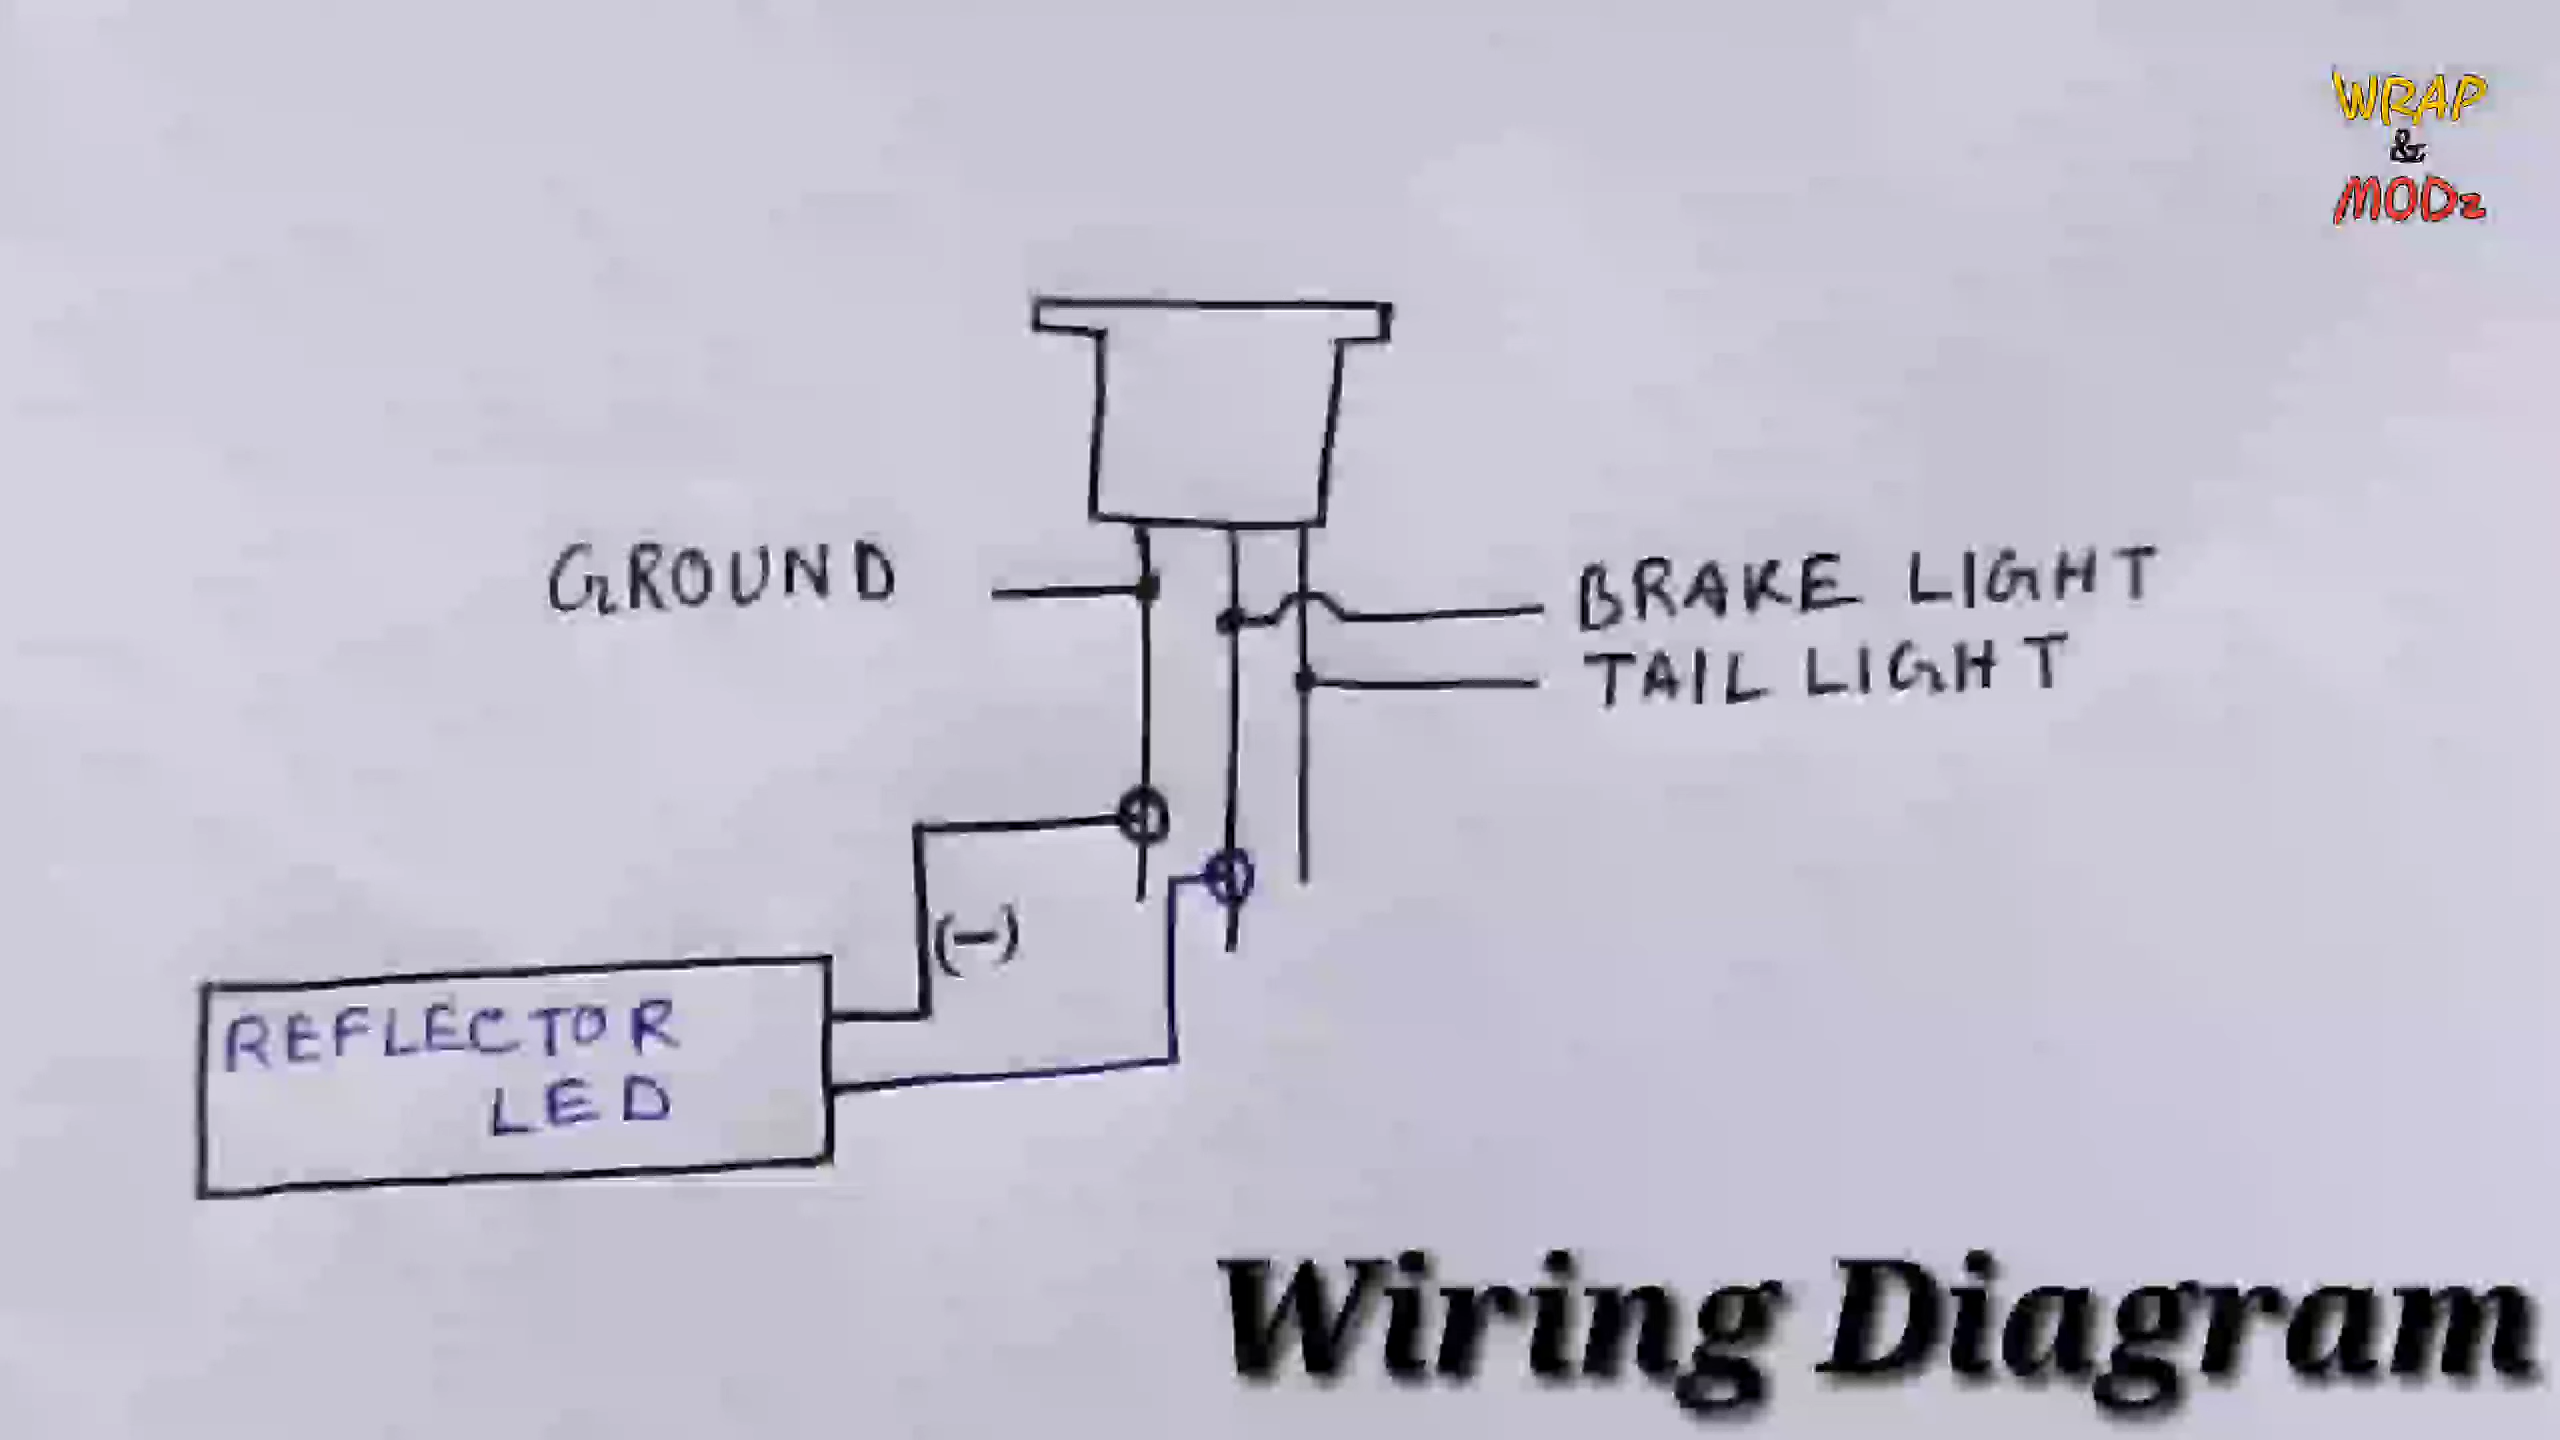 WRAP
&
MODz
GROUND
BRAKE LIGHT
TAIL LIGHT
(-)
REFLECTOR
LED
Wiring Diagram